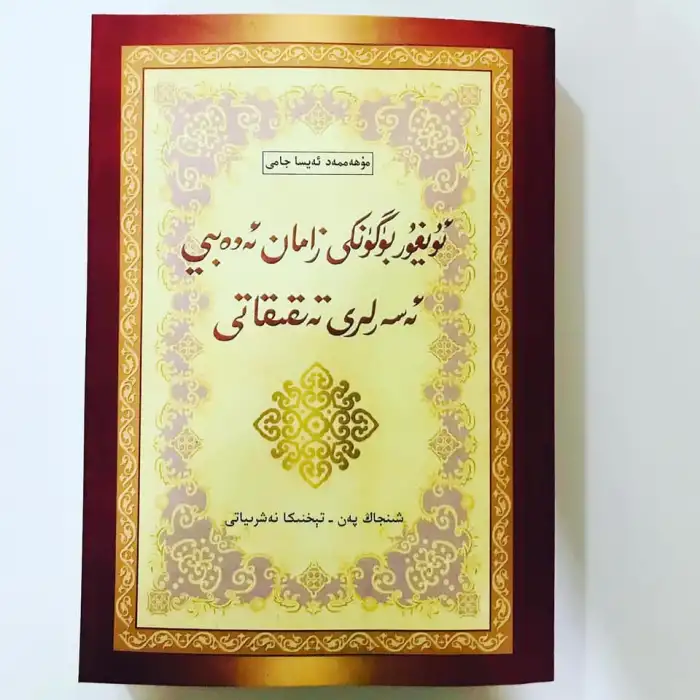 مۇھەممەد ئەيسا جامى
ئۇيغۇر بۈگۈنكى زامان ئەدەبىي
ئەسەرلىرى تەتقىقاتى
شىنجاڭ پەن - تېخنىكا نەشرىياتى